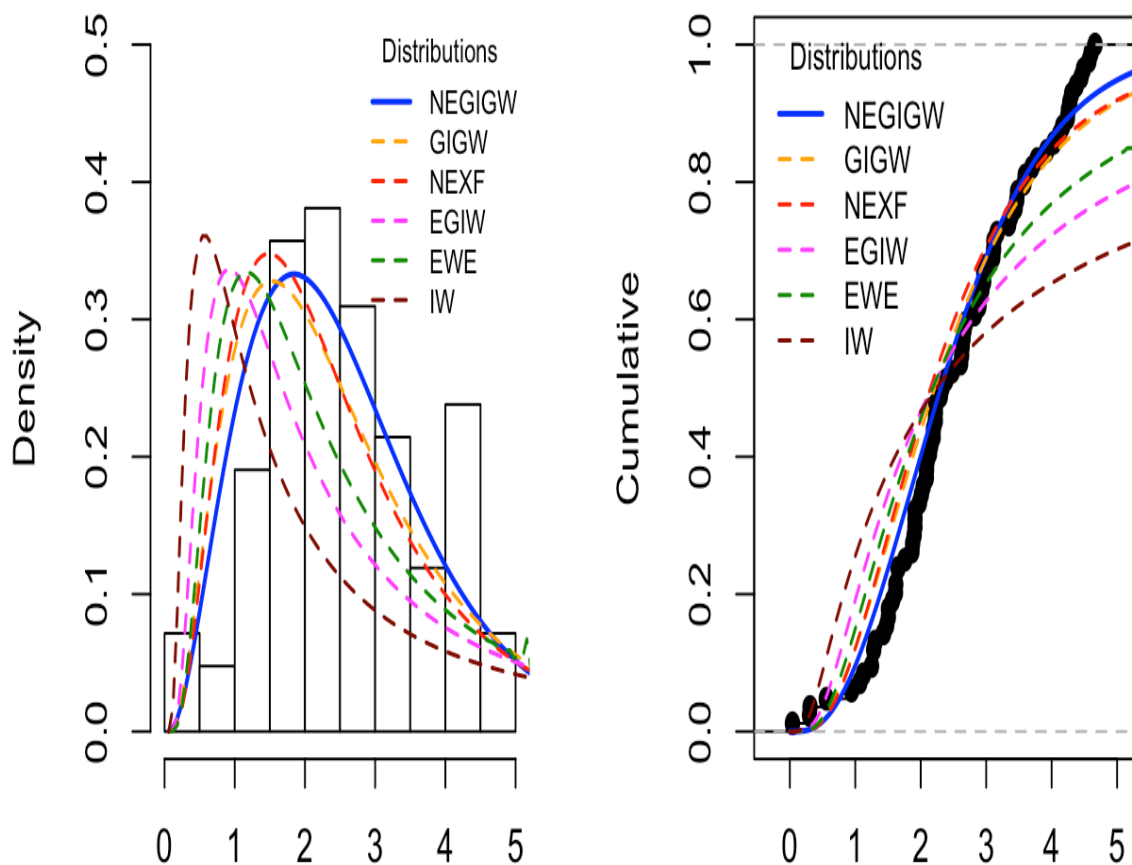 Density
0.0
0.1
0.2
0.3
0.4
0.5
0 1 2 3 4 5
Distributions
NEGIGW
GIGW
NEXF
EGIW
EWE
IW
Cumulative
0.0
0.2
0.4
0.6
0.8
1.0
0 1 2 3 4 5
Distributions
NEGIGW
GIGW
NEXF
EGIW
EWE
IW